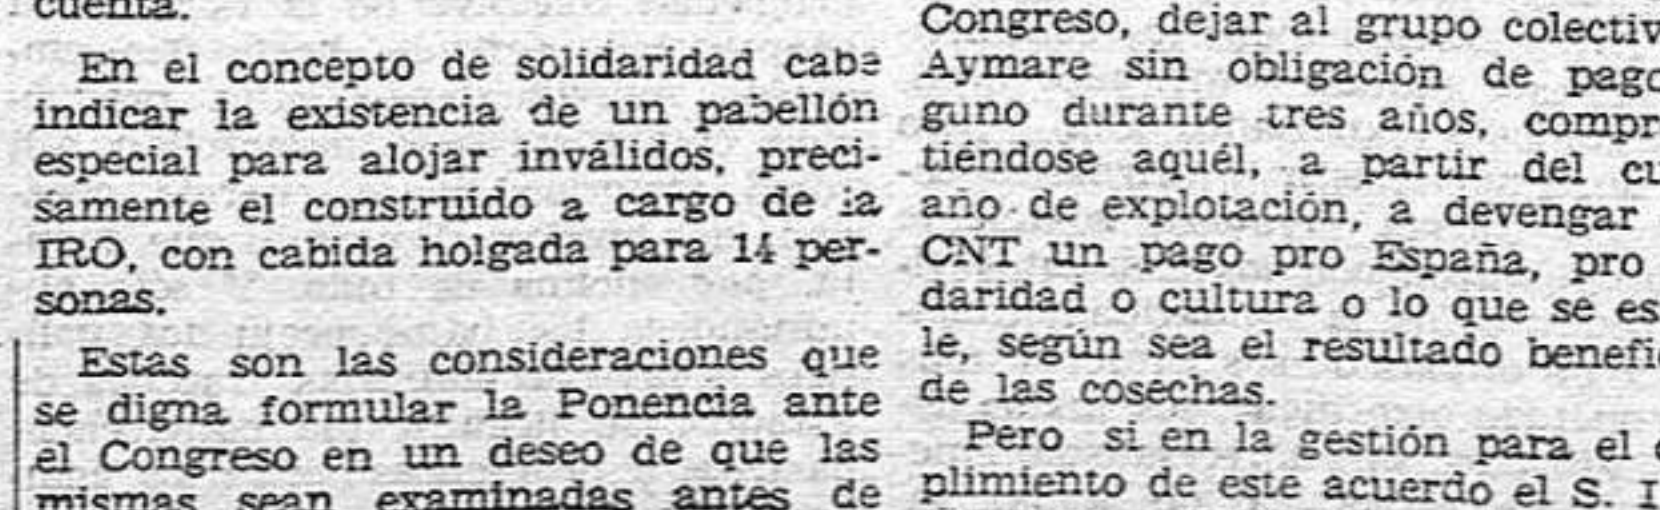 cuenta.
En el concepto de solidaridad cabe
indicar la existencia de un pabellón
especial para alojar inválidos, preci-
samente el construído a cargo de la
IRO, con cabida holgada para 14 per-
sonas.
Estas son las consideraciones que
se digna formular la Ponencia ante
el Congreso en un deseo de que las
mismas sean examinadas antes de
Congreso, dejar al grupo colectiv
Aymare sin obligación de pago
guno durante tres años, compr
tiéndose aquél, a partir del cu
año de explotación, a devengar
CNT un pago pro España, pro
daridad o cultura o lo que se es
le, según sea el resultado benefi
de las cosechas.
Pero si en la gestión para el
plimiento de este acuerdo el S. I